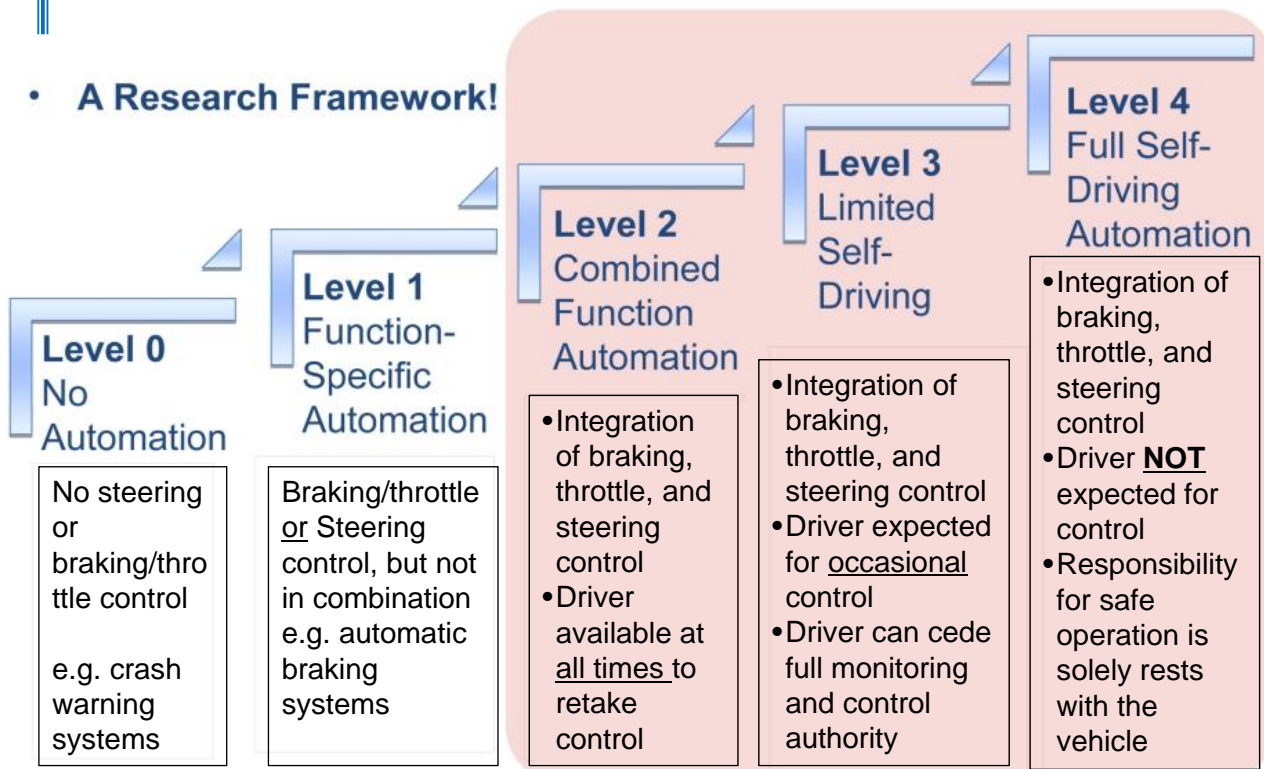 • A Research Framework!
Level 0
No
Automation
No steering
or
braking/thro
ttle control
e.g. crash
warning
systems
Level 1
Function-
Specific
Automation
Braking/throttle
or Steering
control, but not
in combination
e.g. automatic
braking
systems
Level 2
Combined
Function
Automation
•Integration
of braking,
throttle, and
steering
control
•Driver
available at
all times to
retake
control
Level 3
Limited
Self-
Driving
•Integration of
braking,
throttle, and
steering control
•Driver expected
for occasional
control
•Driver can cede
full monitoring
and control
authority
Level 4
Full Self-
Driving
Automation
•Integration of
braking,
throttle, and
steering
control
•Driver NOT
expected for
control
•Responsibility
for safe
operation is
solely rests
with the
vehicle